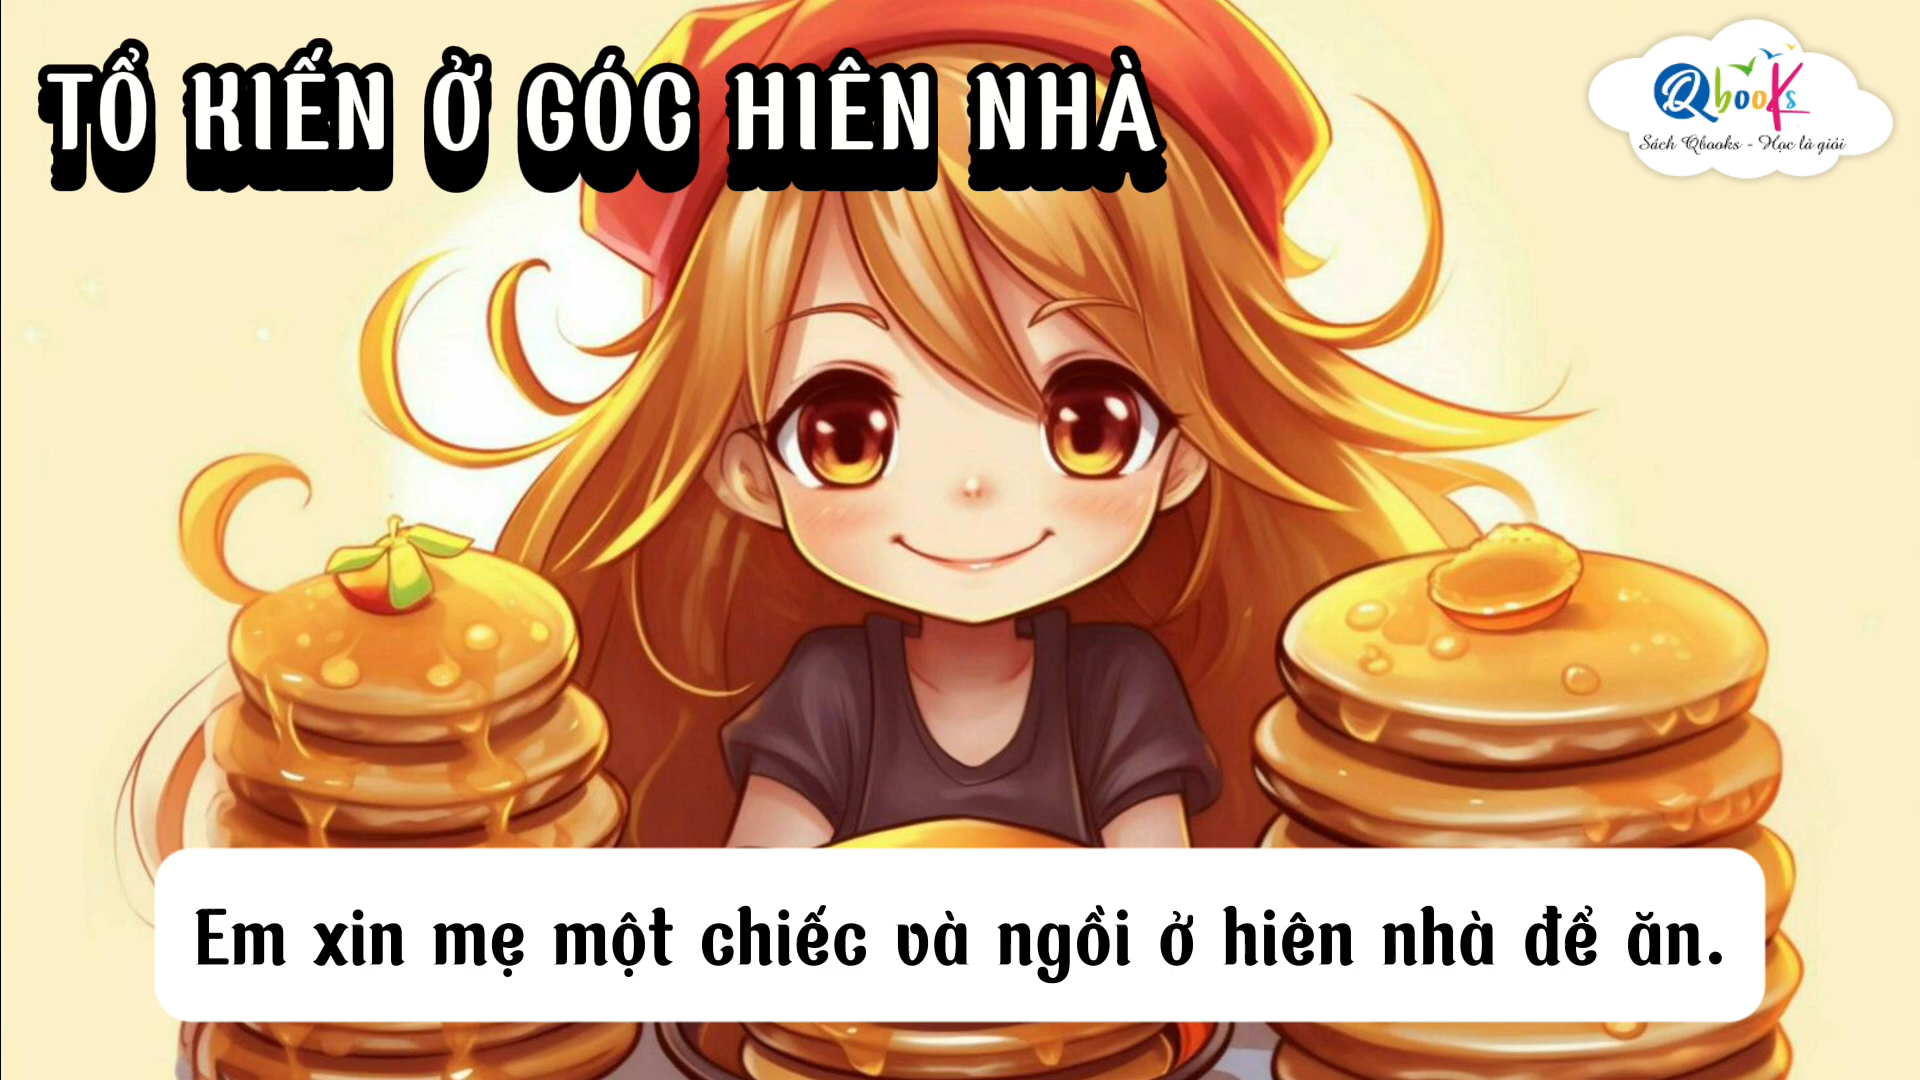 TỔ KIẾN Ở GÓC HIÊN NHÀ
Qbooks
Sách Qbooks - Học là giỏi
Em xin mẹ một chiếc và ngồi ở hiên nhà để ăn.